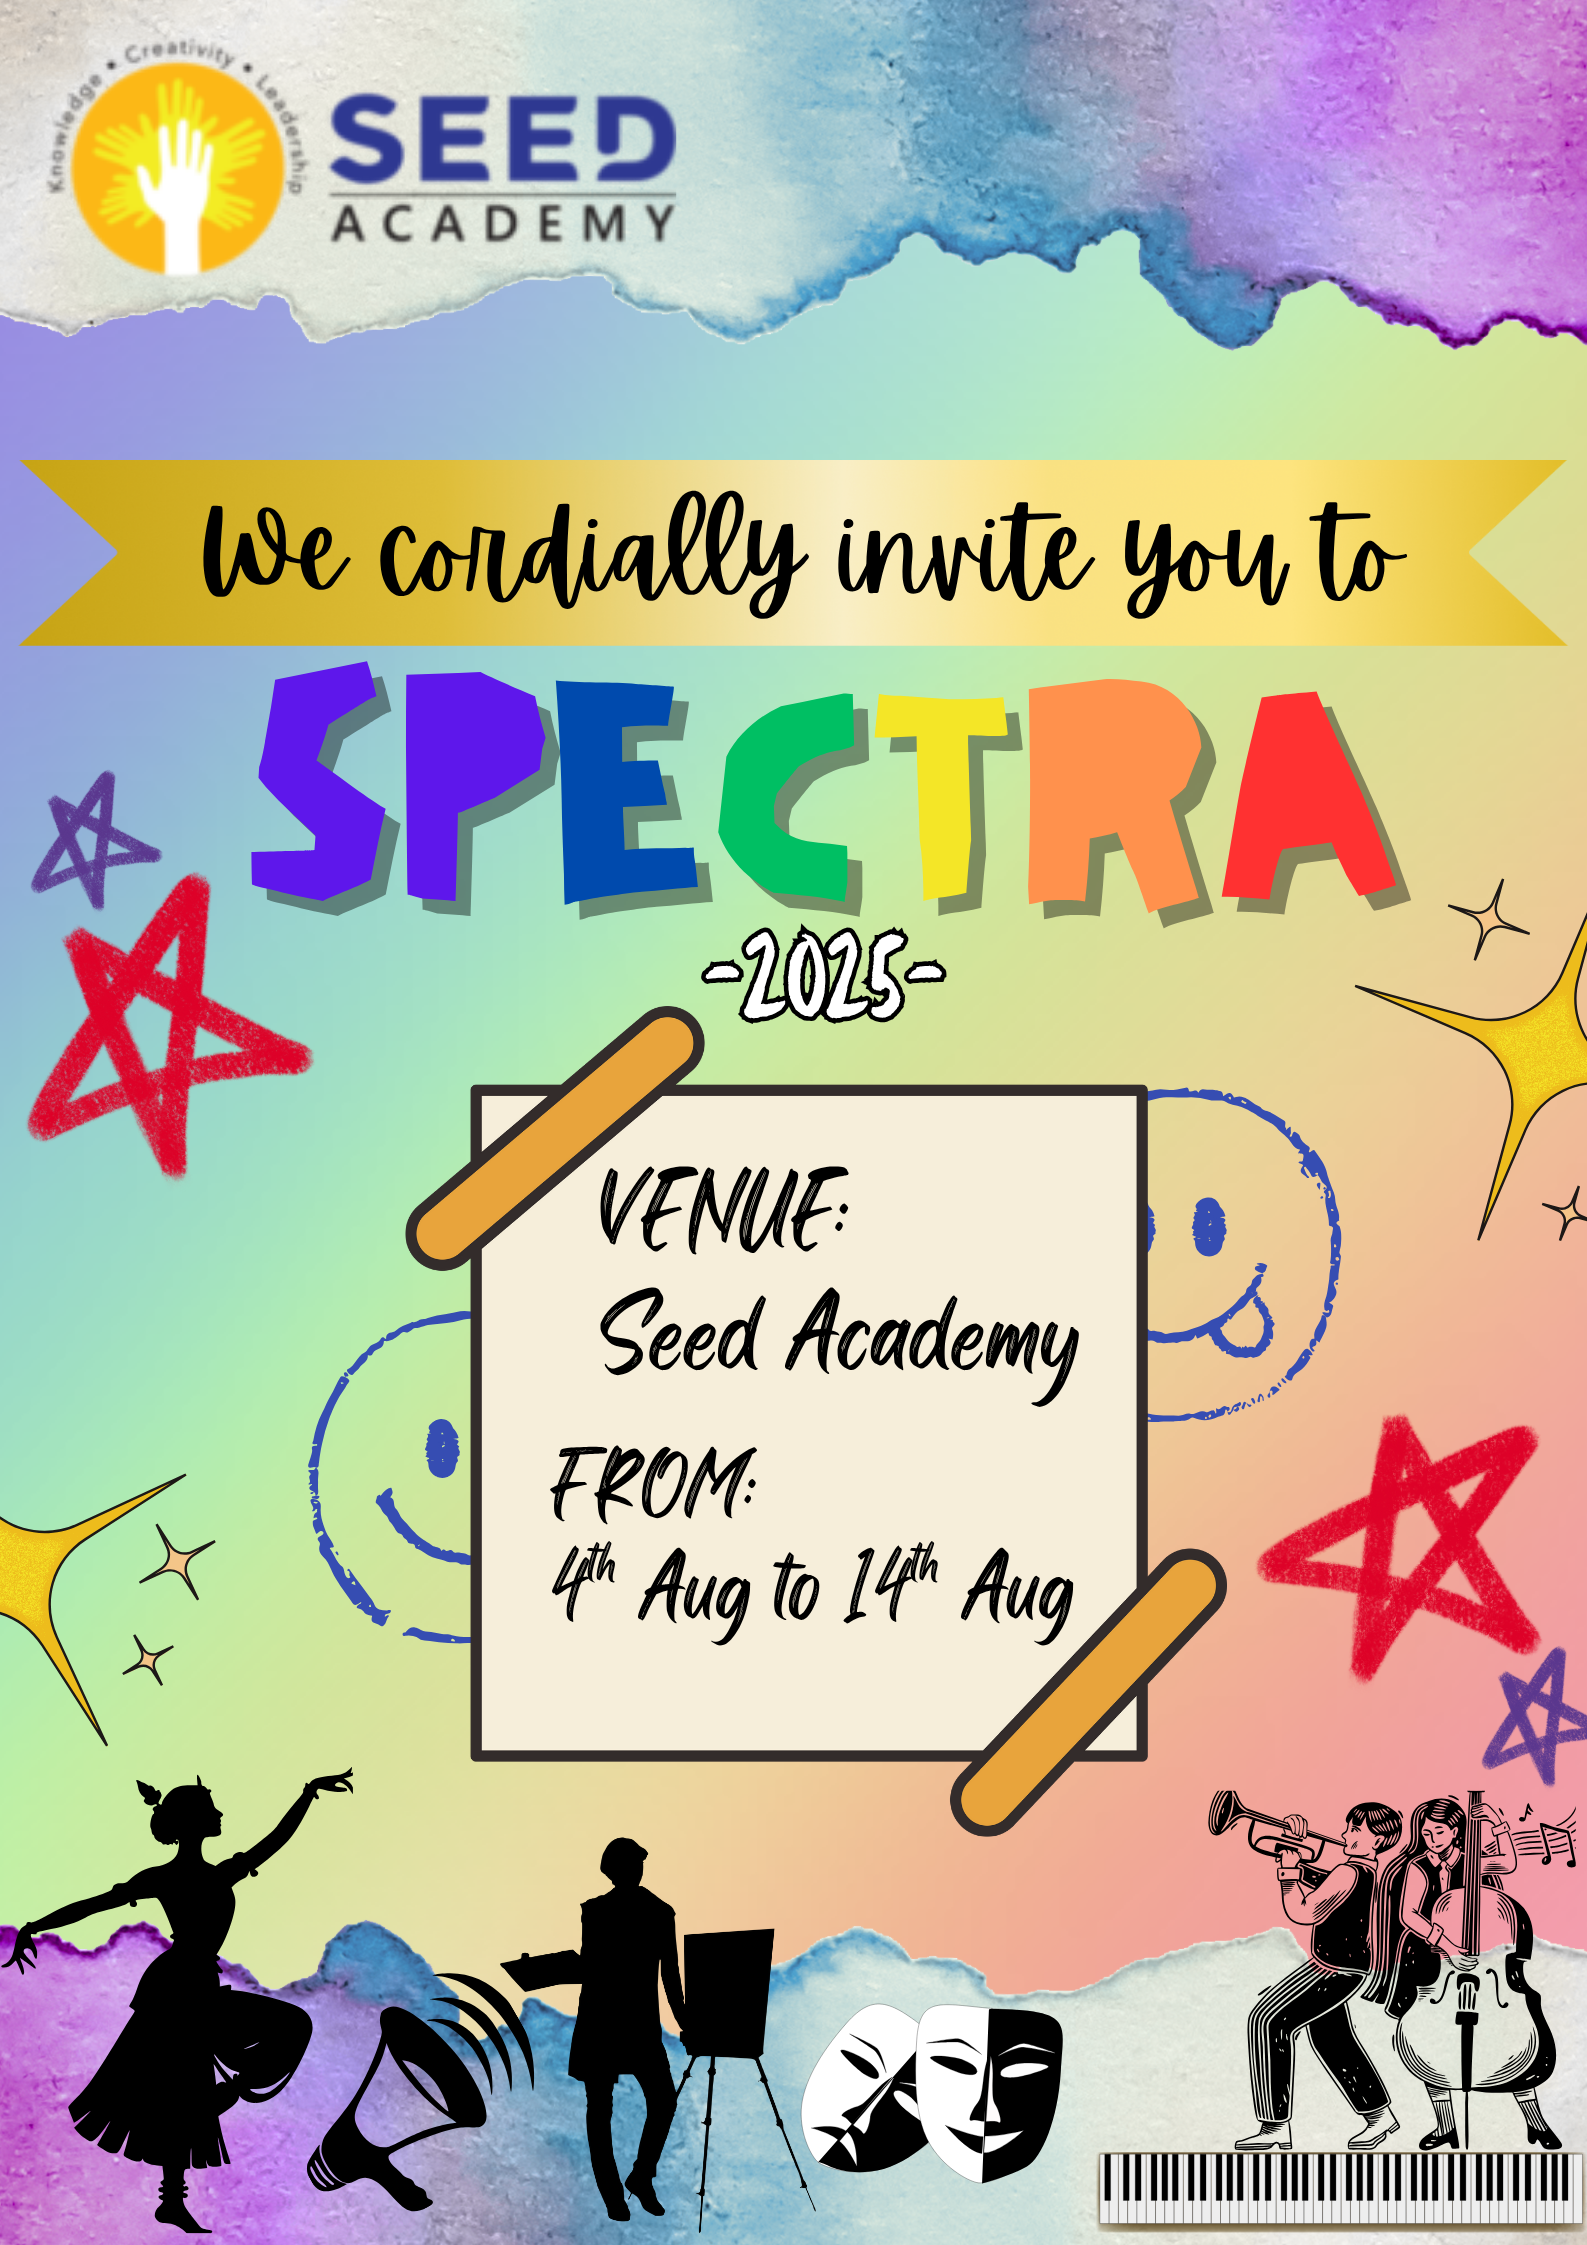 Knowledge • Creativity • Leadership
SEED
ACADEMY
We cordially invite you to
SPECTRA
-2025-
VENUE:
Seed Academy
FROM:
4th Aug to 14th Aug